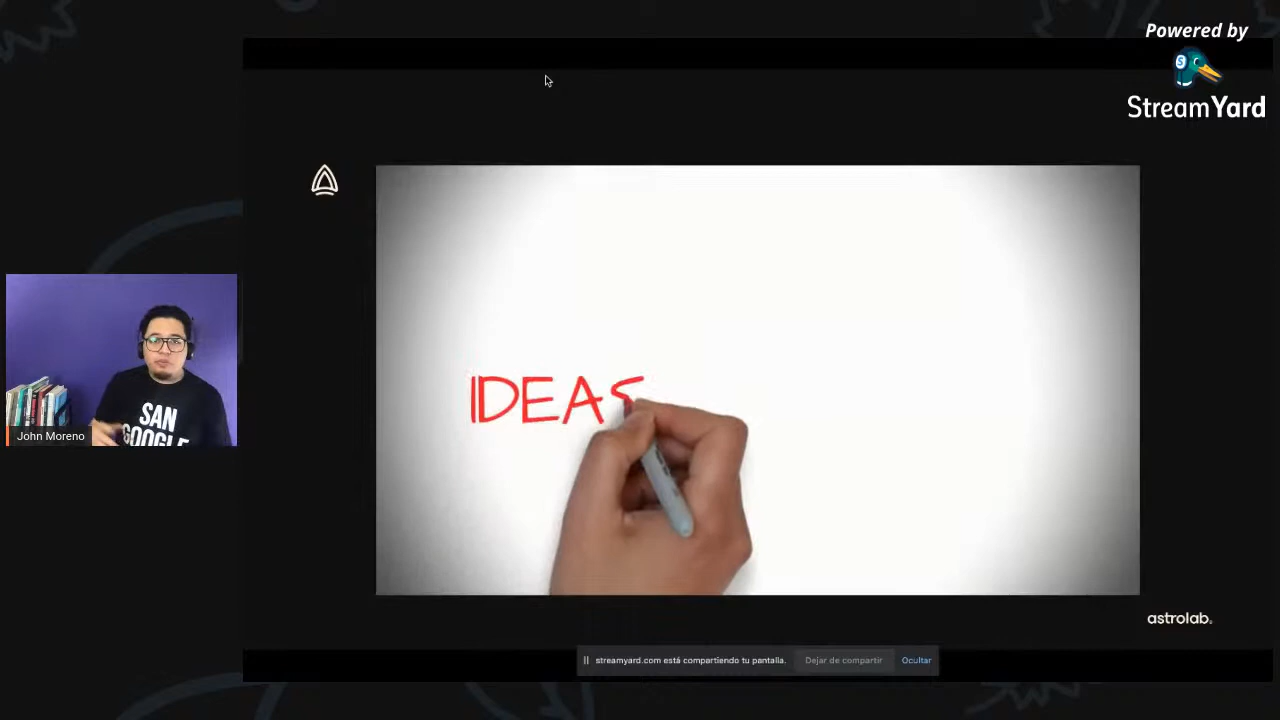 Powered by
StreamYard
IDEAS
SAN
GOOGLE
John Moreno
astrolab.
streamyard.com está compartiendo tu pantalla.
Dejar de compartir
Ocultar